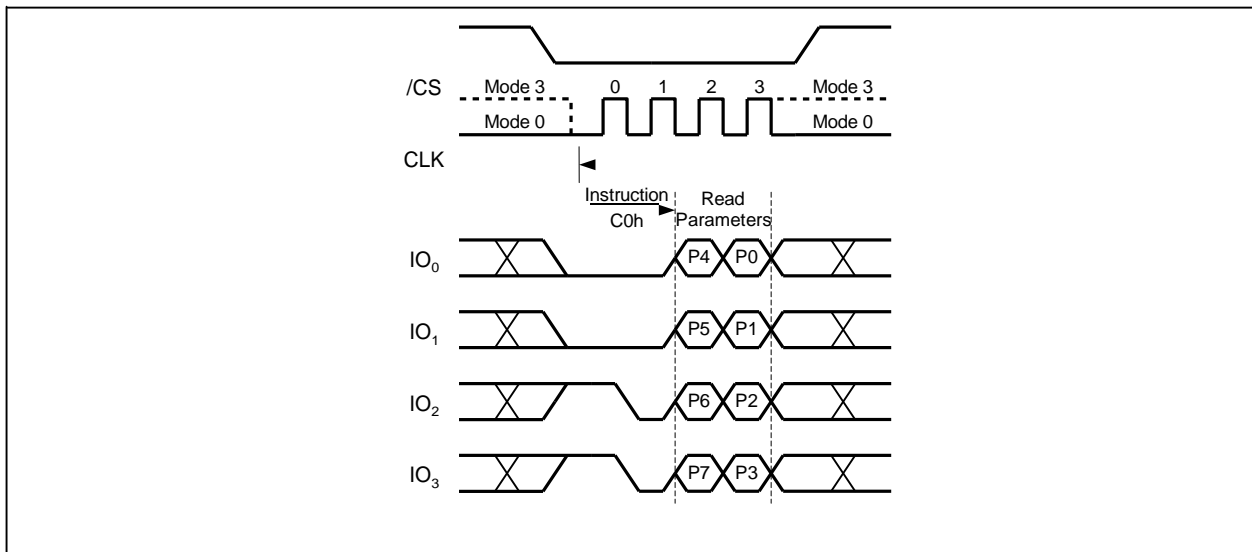 /CS
Mode 3 0 1 2 3 Mode 3
Mode 0 Mode 0
CLK
Instruction Read
C0h Parameters
IO₀ P4 P0
IO₁ P5 P1
IO₂ P6 P2
IO₃ P7 P3